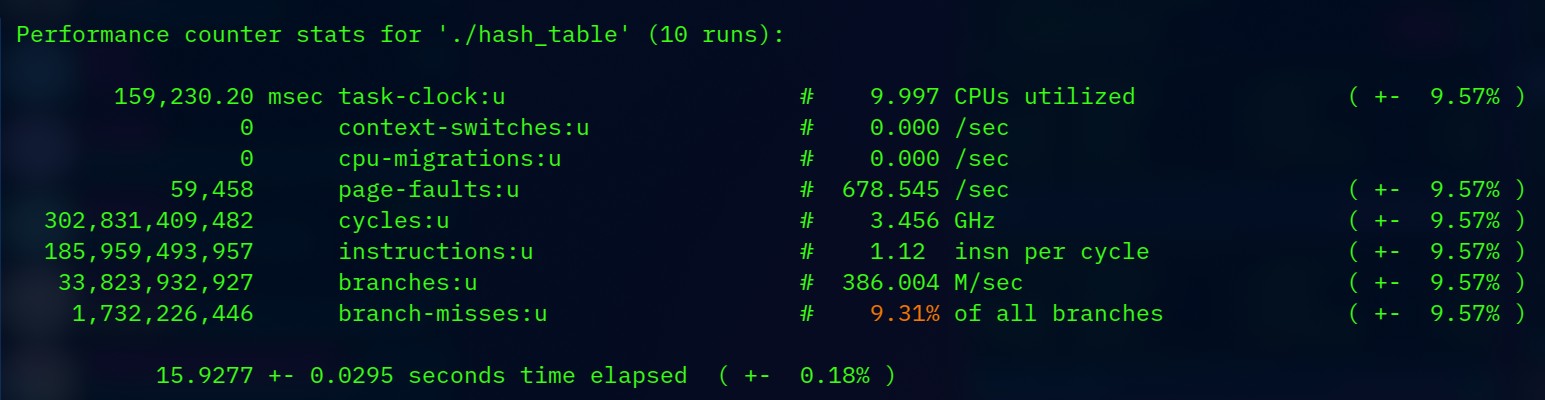 Performance counter stats for './hash_table' (10 runs):
159,230.20 msec task-clock:u # 9.997 CPUs utilized ( +- 9.57% )
0 context-switches:u # 0.000 /sec
0 cpu-migrations:u # 0.000 /sec
59,458 page-faults:u # 678.545 /sec ( +- 9.57% )
302,831,409,482 cycles:u # 3.456 GHz ( +- 9.57% )
185,959,493,957 instructions:u # 1.12 insn per cycle ( +- 9.57% )
33,823,932,927 branches:u # 386.004 M/sec ( +- 9.57% )
1,732,226,446 branch-misses:u # 9.31% of all branches ( +- 9.57% )
15.9277 +- 0.0295 seconds time elapsed ( +- 0.18% )